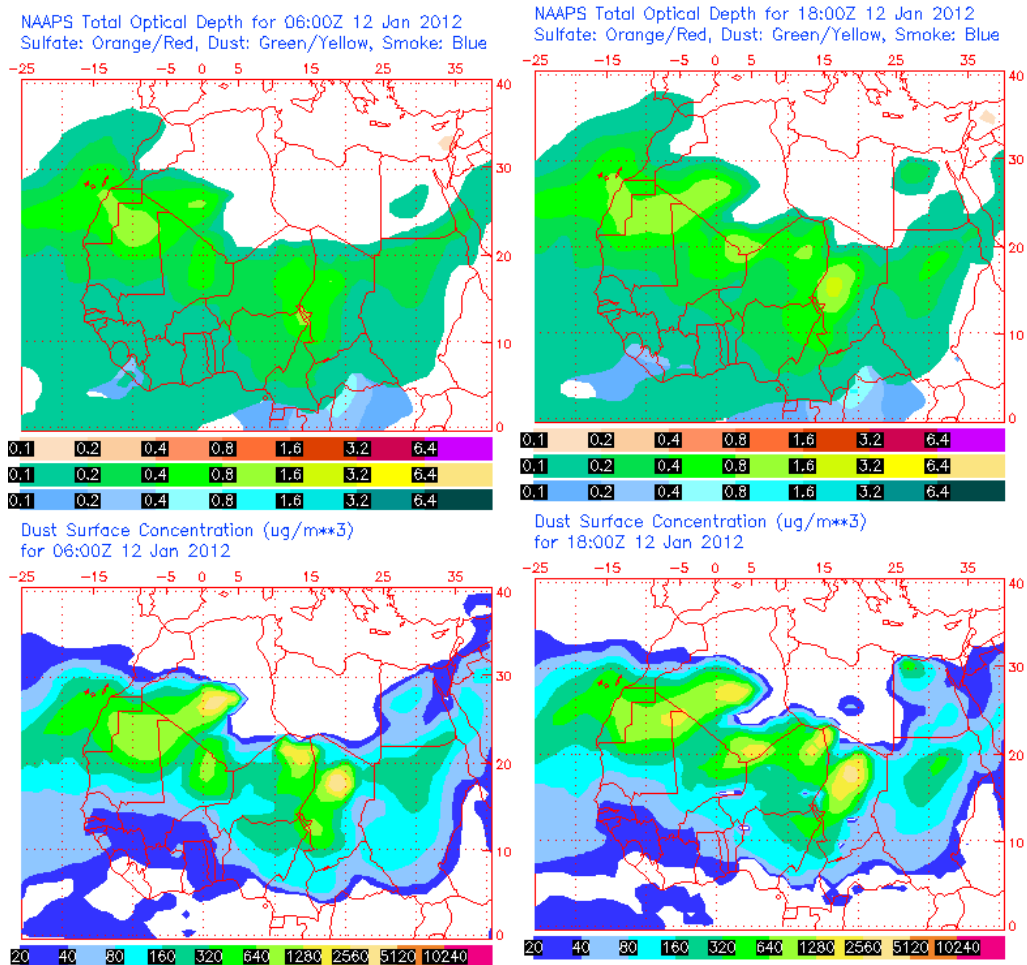 NAAPS Total Optical Depth for 06:00Z 12 Jan 2012
Sulfate: Orange/Red, Dust: Green/Yellow, Smoke: Blue
-25 -15 -5 0 5 15 25 35
40
30
20
10
0
0.1 0.2 0.4 0.8 1.6 3.2 6.4
0.1 0.2 0.4 0.8 1.6 3.2 6.4
0.1 0.2 0.4 0.8 1.6 3.2 6.4
NAAPS Total Optical Depth for 18:00Z 12 Jan 2012
Sulfate: Orange/Red, Dust: Green/Yellow, Smoke: Blue
-25 -15 -5 0 5 15 25 35
40
30
20
10
0
0.1 0.2 0.4 0.8 1.6 3.2 6.4
0.1 0.2 0.4 0.8 1.6 3.2 6.4
0.1 0.2 0.4 0.8 1.6 3.2 6.4
Dust Surface Concentration (ug/m**3)
for 06:00Z 12 Jan 2012
-25 -15 -5 0 5 15 25 35
40
30
20
10
0
20 40 80 160 320 640 1280 2560 5120 10240
Dust Surface Concentration (ug/m**3)
for 18:00Z 12 Jan 2012
-25 -15 -5 0 5 15 25 35
40
30
20
10
0
20 40 80 160 320 640 1280 2560 5120 10240